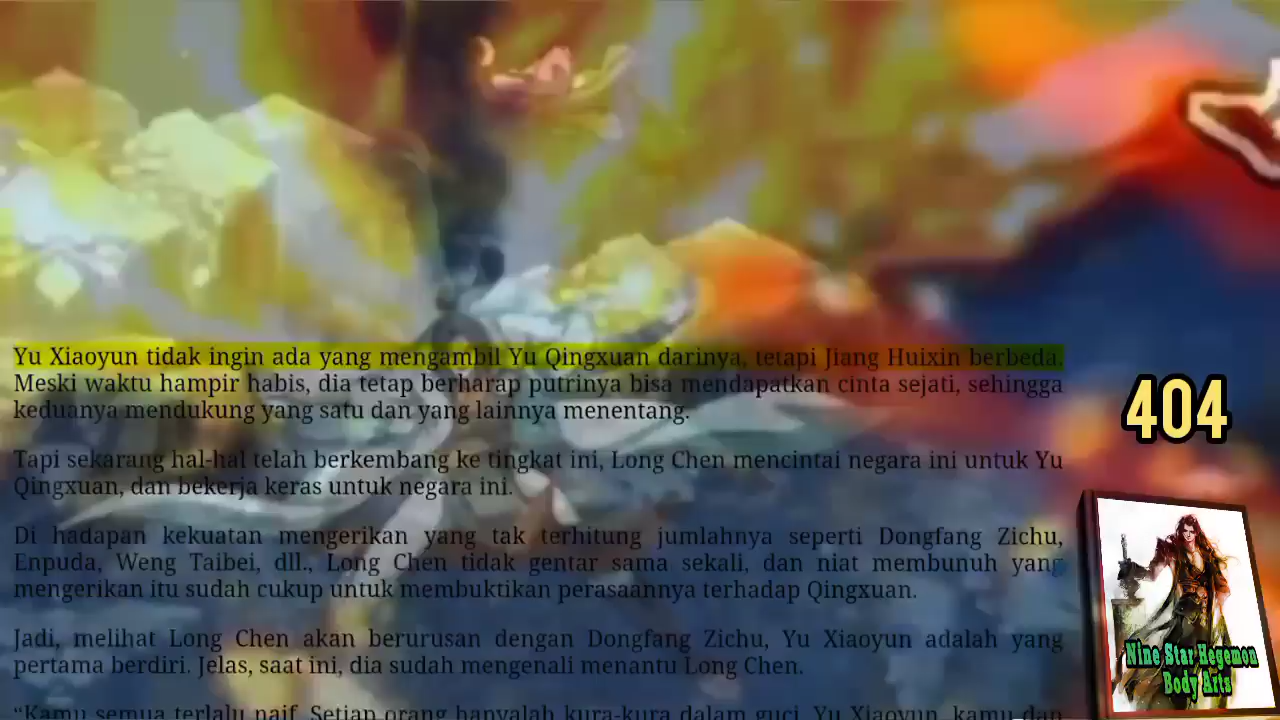 Yu Xiaoyun tidak ingin ada yang mengambil Yu Qingxuan darinya, tetapi Jiang Huixin berbeda.
Meski waktu hampir habis, dia tetap berharap putrinya bisa mendapatkan cinta sejati, sehingga
keduanya mendukung yang satu dan yang lainnya menentang.
Tapi sekarang hal-hal telah berkembang ke tingkat ini, Long Chen mencintai negara ini untuk Yu
Qingxuan, dan bekerja keras untuk negara ini.
Di hadapan kekuatan mengerikan yang tak terhitung jumlahnya seperti Dongfang Zichu,
Enpuda, Weng Taibei, dll., Long Chen tidak gentar sama sekali, dan niat membunuh yang
mengerikan itu sudah cukup untuk membuktikan perasaannya terhadap Qingxuan.
Jadi, melihat Long Chen akan berurusan dengan Dongfang Zichu, Yu Xiaoyun adalah yang
pertama berdiri. Jelas, saat ini, dia sudah mengenali menantu Long Chen.
“Kamu semua terlalu naif. Setiap orang hanyalah kura-kura dalam guci. Yu Xiaoyun, kamu dan
404
Nine Star Hegemon
Body Arts